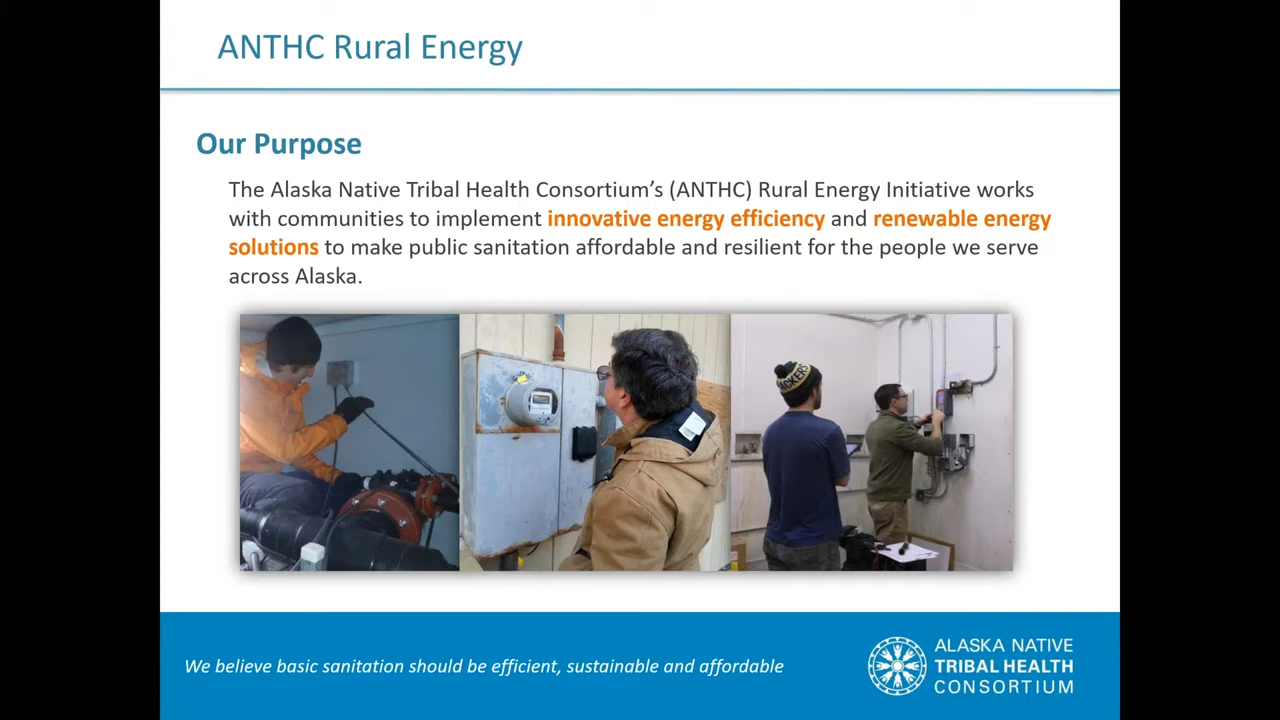 ANTHC Rural Energy
Our Purpose
The Alaska Native Tribal Health Consortium's (ANTHC) Rural Energy Initiative works
with communities to implement innovative energy efficiency and renewable energy
solutions to make public sanitation affordable and resilient for the people we serve
across Alaska.
PACKERS
We believe basic sanitation should be efficient, sustainable and affordable
ALASKA NATIVE
TRIBAL HEALTH
CONSORTIUM